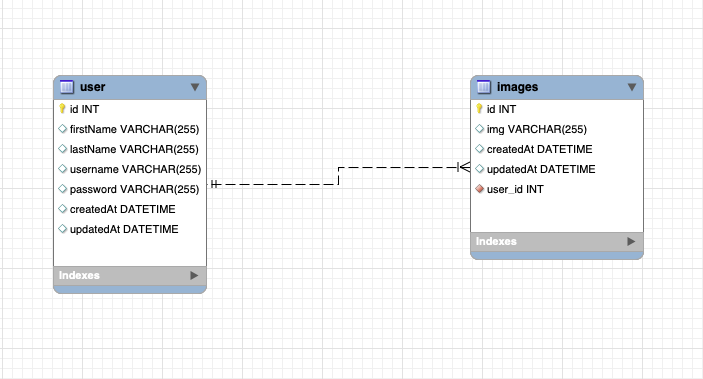 user
id INT
firstName VARCHAR(255)
lastName VARCHAR(255)
username VARCHAR(255)
password VARCHAR(255)
createdAt DATETIME
updatedAt DATETIME
Indexes
images
id INT
img VARCHAR(255)
createdAt DATETIME
updatedAt DATETIME
user_id INT
Indexes